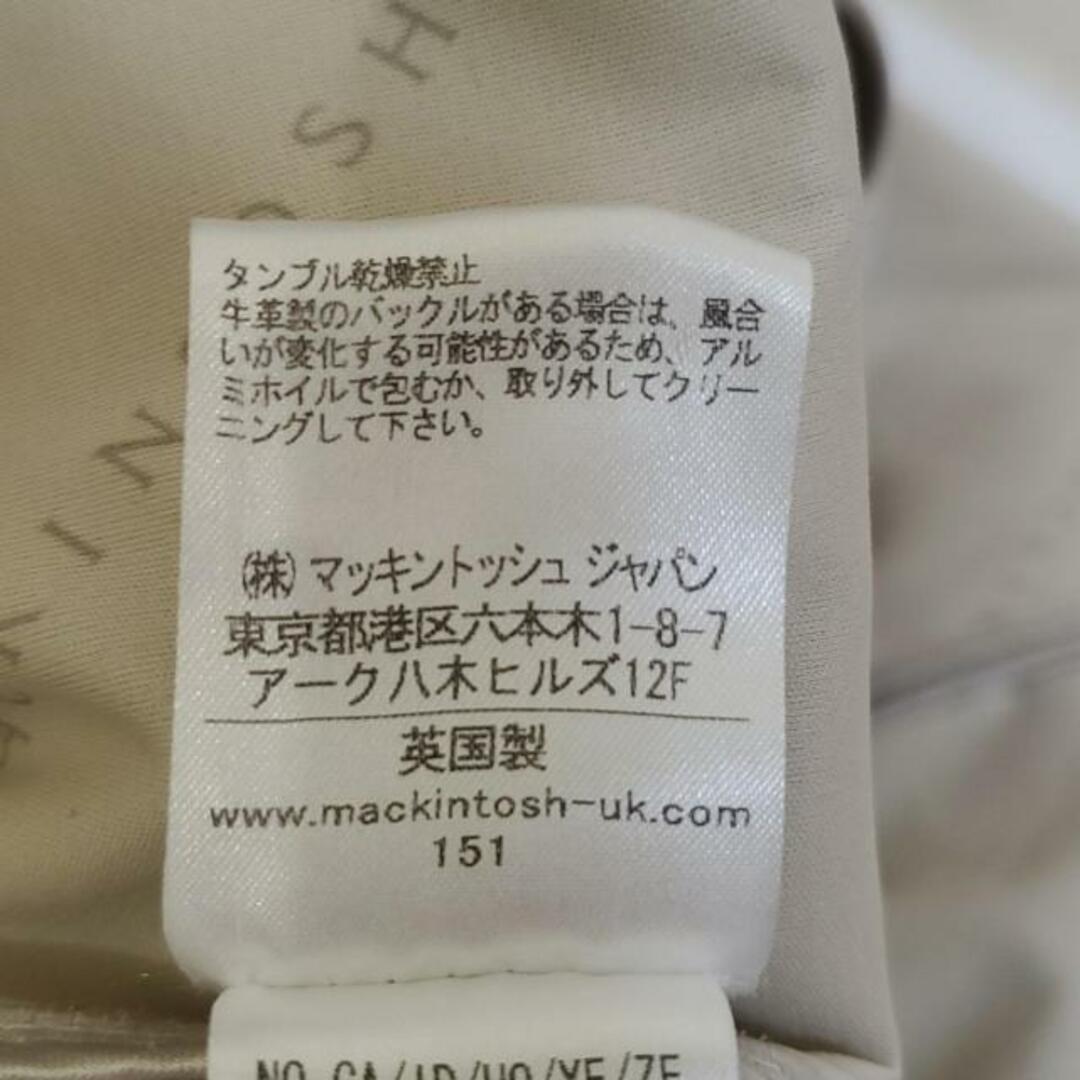 タンブル乾燥禁止
牛革製のバックルがある場合は、風合
いが変化する可能性があるため、アル
ミホイルで包むか、取り外してクリー
ニングして下さい。
(株)マッキントッシュ ジャパン
東京都港区六本木1-8-7
アーク八木ヒルズ12F
英国製
www.mackintosh-uk.com
151